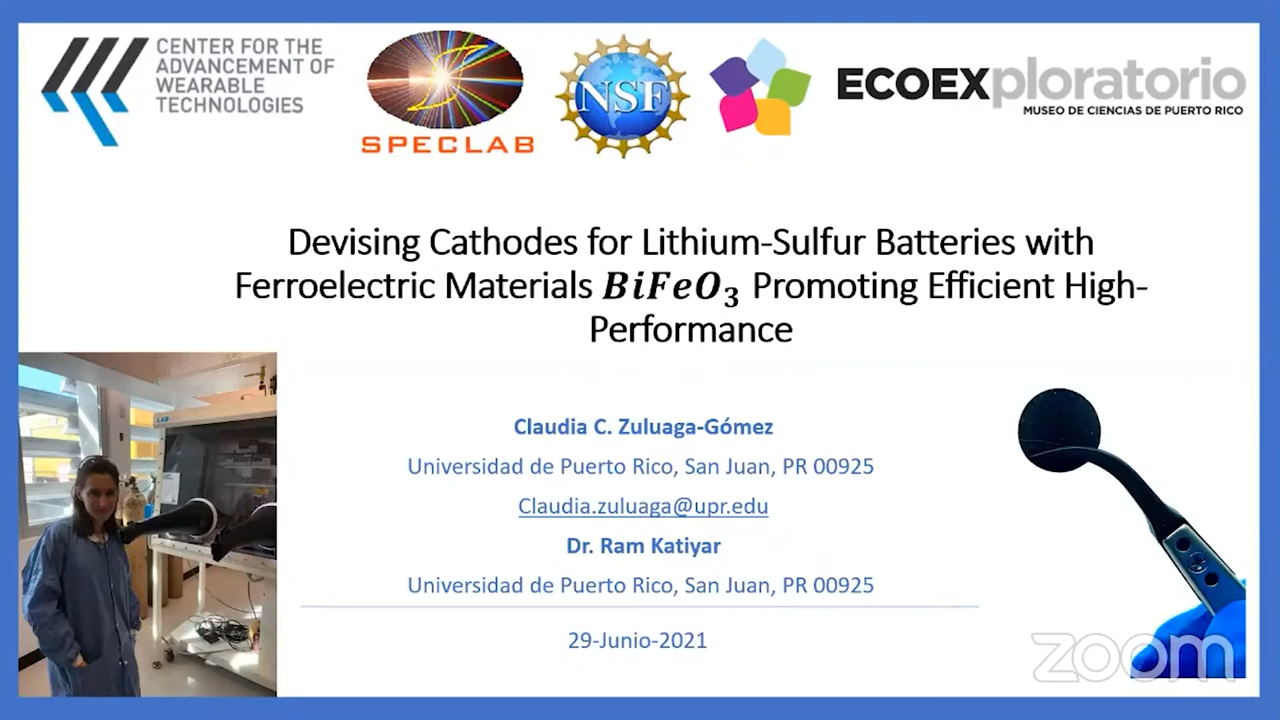 CENTER FOR THE
ADVANCEMENT OF
WEARABLE
TECHNOLOGIES
SPECLAB
NSF
ECOEXploratorio
MUSEO DE CIENCIAS DE PUERTO RICO
Devising Cathodes for Lithium-Sulfur Batteries with
Ferroelectric Materials BiFeO₃ Promoting Efficient High-
Performance
LAB
Claudia C. Zuluaga-Gómez
Universidad de Puerto Rico, San Juan, PR 00925
Claudia.zuluaga@upr.edu
Dr. Ram Katiyar
Universidad de Puerto Rico, San Juan, PR 00925
29-Junio-2021
zoom